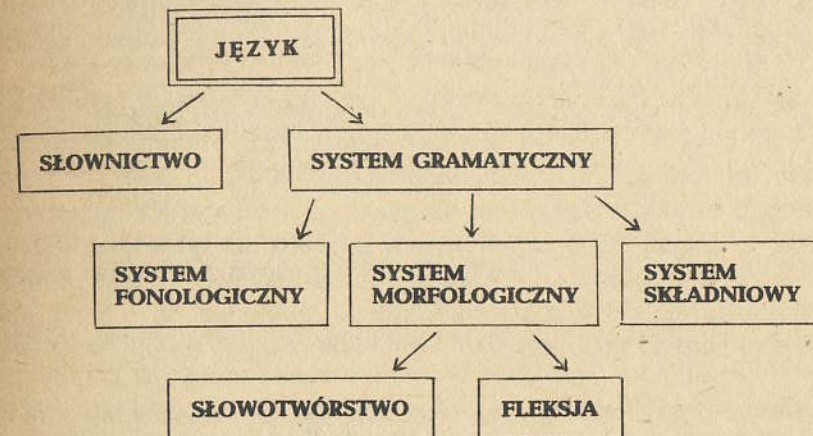 JĘZYK
SŁOWNICTWO
SYSTEM GRAMATYCZNY
SYSTEM
FONOLOGICZNY
SYSTEM
MORFOLOGICZNY
SYSTEM
SKŁADNIOWY
SŁOWOTWÓRSTWO
FLEKSJA